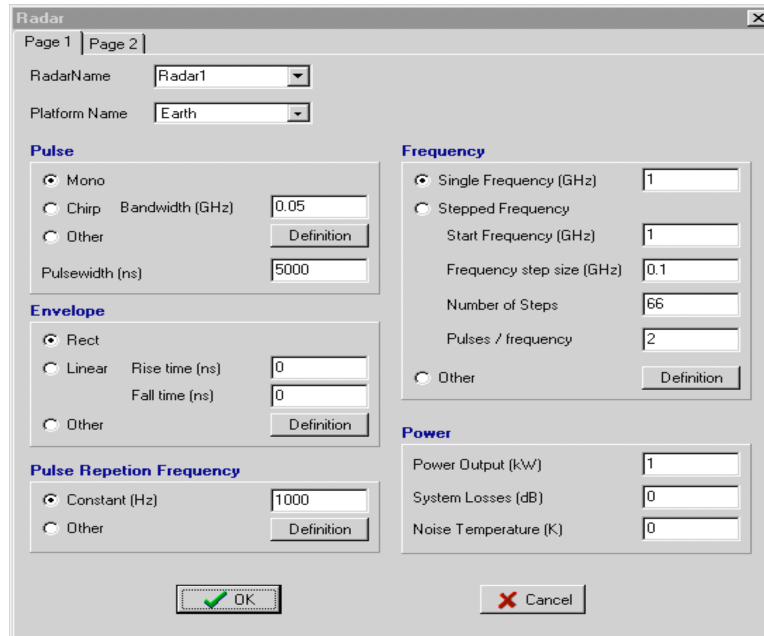 Radar
Page 1 Page 2
RadarName Radar1
Platform Name Earth
Pulse
Mono
Chirp Bandwidth (GHz) 0.05
Other Definition
Pulsewidth (ns) 5000
Envelope
Rect
Linear Rise time (ns) 0
Fall time (ns) 0
Other Definition
Pulse Repetion Frequency
Constant (Hz) 1000
Other Definition
Frequency
Single Frequency (GHz) 1
Stepped Frequency
Start Frequency (GHz) 1
Frequency step size (GHz) 0.1
Number of Steps 66
Pulses / frequency 2
Other Definition
Power
Power Output (kW) 1
System Losses (dB) 0
Noise Temperature (K) 0
OK Cancel